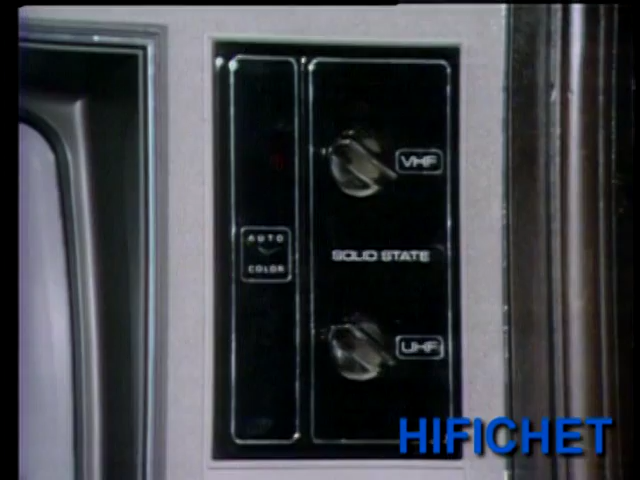 VHF
AUTO
COLOR
SOLID STATE
UHF
HIFICHET